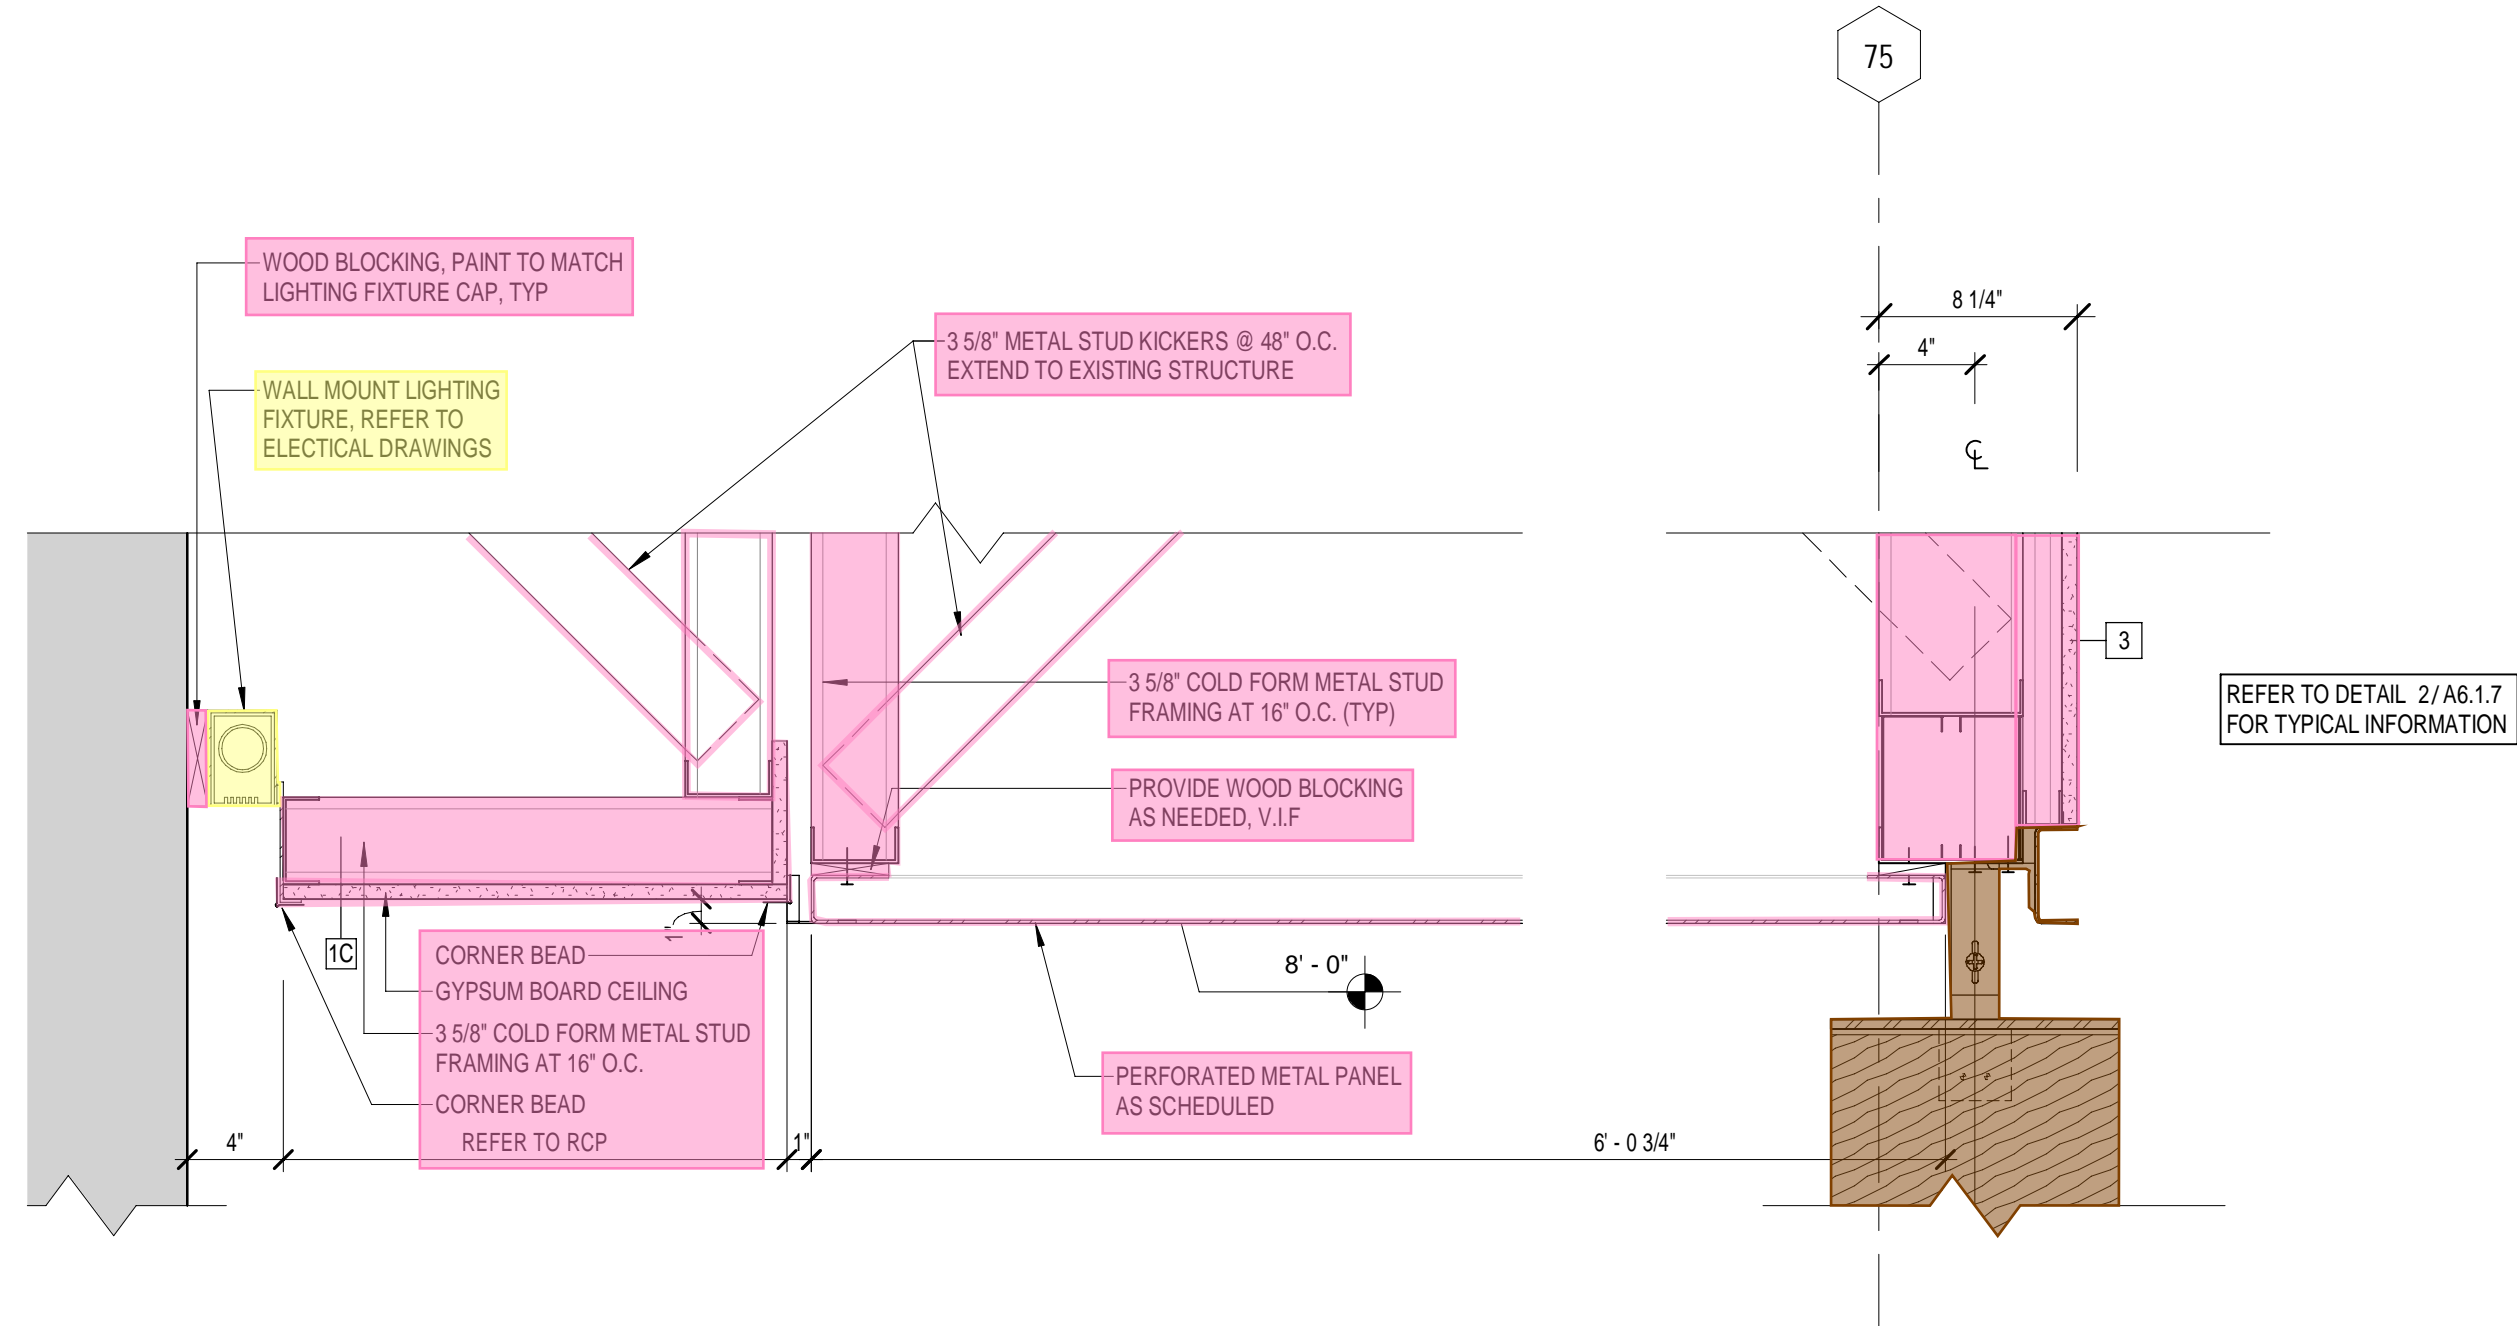 75
8 1/4"
4"
WOOD BLOCKING, PAINT TO MATCH
LIGHTING FIXTURE CAP, TYP
3 5/8" METAL STUD KICKERS @ 48" O.C.
EXTEND TO EXISTING STRUCTURE
WALL MOUNT LIGHTING
FIXTURE, REFER TO
ELECTICAL DRAWINGS
℄
3
3 5/8" COLD FORM METAL STUD
FRAMING AT 16" O.C. (TYP)
REFER TO DETAIL 2/ A6.1.7
FOR TYPICAL INFORMATION
PROVIDE WOOD BLOCKING
AS NEEDED, V.I.F
1"
1C
CORNER BEAD
GYPSUM BOARD CEILING
3 5/8" COLD FORM METAL STUD
FRAMING AT 16" O.C.
CORNER BEAD
REFER TO RCP
8' - 0"
PERFORATED METAL PANEL
AS SCHEDULED
4"
1"
6' - 0 3/4"